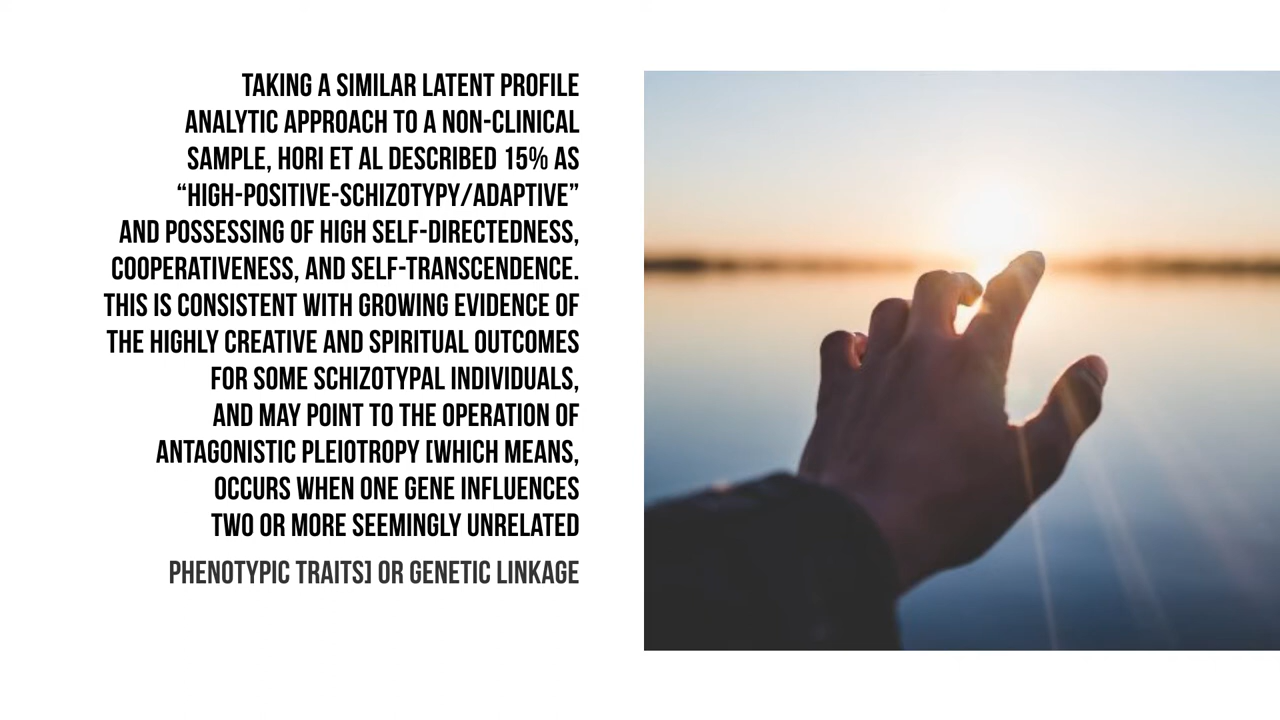 TAKING A SIMILAR LATENT PROFILE
ANALYTIC APPROACH TO A NON-CLINICAL
SAMPLE, HORI ET AL DESCRIBED 15% AS
“HIGH-POSITIVE-SCHIZOTYPY/ADAPTIVE”
AND POSSESSING OF HIGH SELF-DIRECTEDNESS,
COOPERATIVENESS, AND SELF-TRANSCENDENCE.
THIS IS CONSISTENT WITH GROWING EVIDENCE OF
THE HIGHLY CREATIVE AND SPIRITUAL OUTCOMES
FOR SOME SCHIZOTYPAL INDIVIDUALS,
AND MAY POINT TO THE OPERATION OF
ANTAGONISTIC PLEIOTROPY [WHICH MEANS,
OCCURS WHEN ONE GENE INFLUENCES
TWO OR MORE SEEMINGLY UNRELATED
PHENOTYPIC TRAITS] OR GENETIC LINKAGE